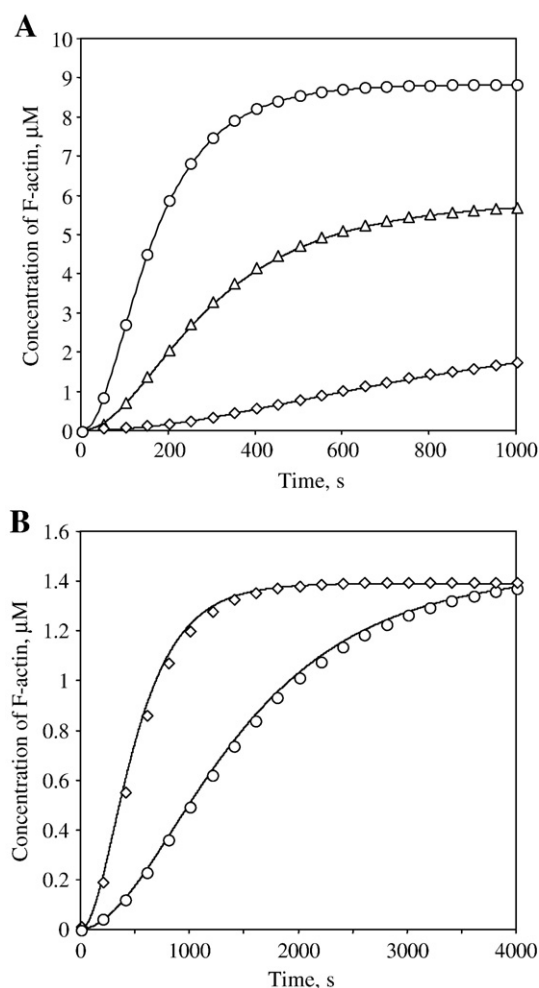 A
10
9
8
7
6
5
4
3
2
1
0
Concentration of F-actin, μM
0 200 400 600 800 1000
Time, s
B
1.6
1.4
1.2
1
0.8
0.6
0.4
0.2
0
Concentration of F-actin, μM
0 1000 2000 3000 4000
Time, s